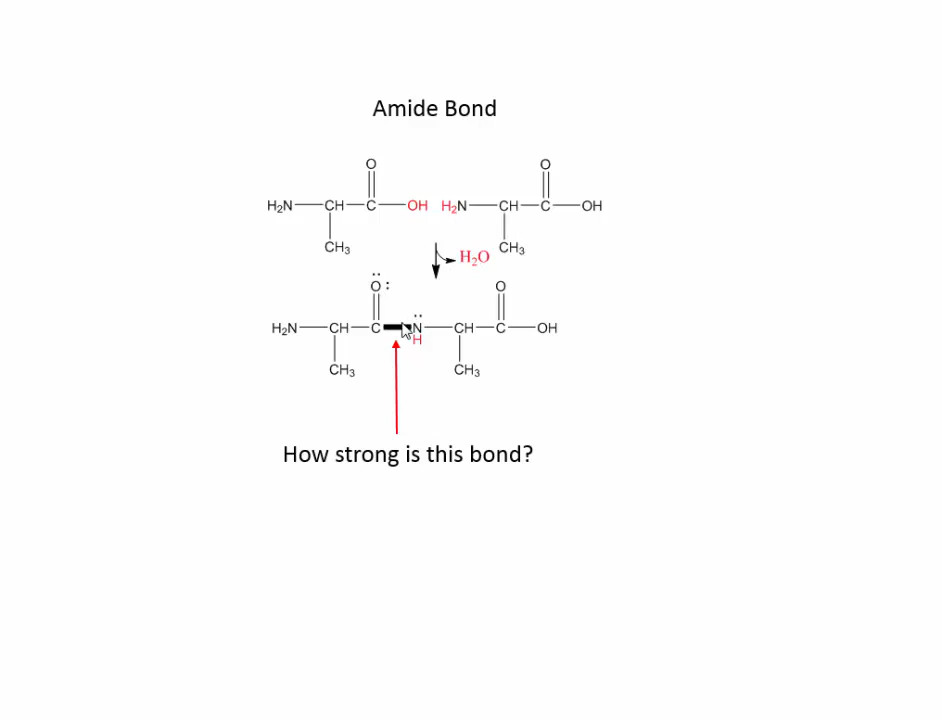 Amide Bond
O O
H₂N CH C OH H₂N CH C OH
CH₃ CH₃
H₂O
O : O
H₂N CH C N CH C OH
H
CH₃ CH₃
How strong is this bond?